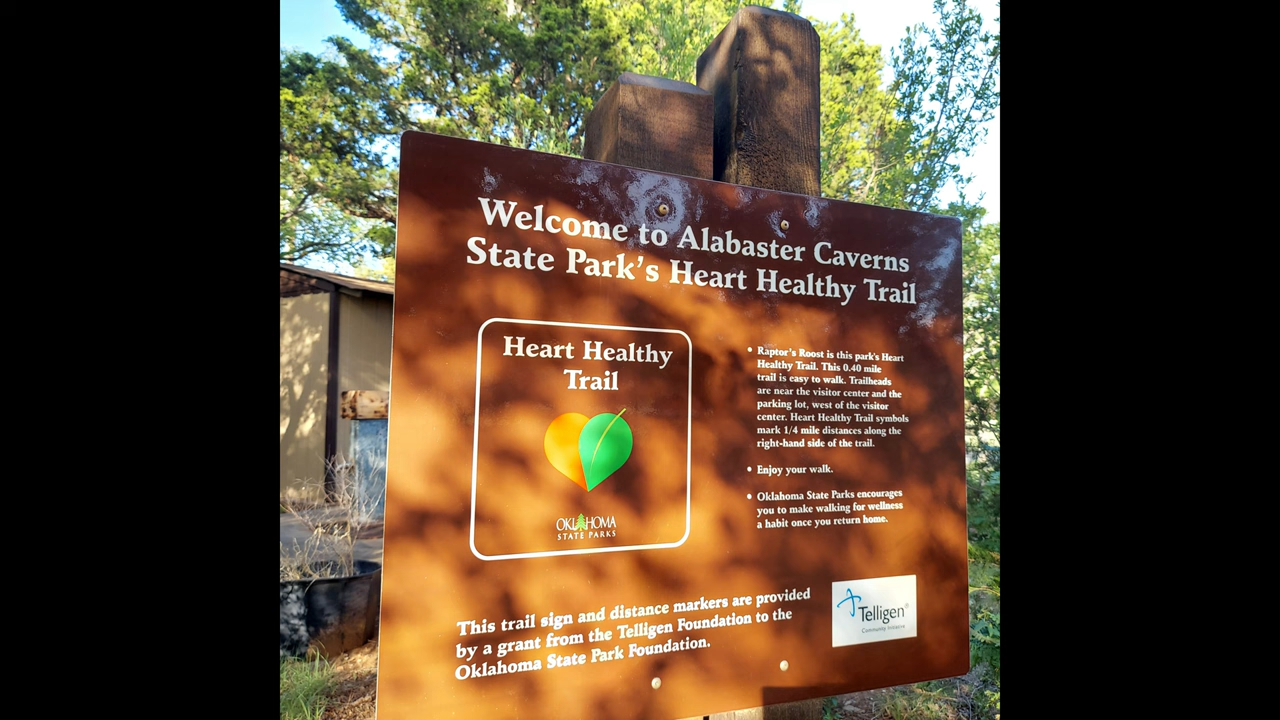 Welcome to Alabaster Caverns
State Park's Heart Healthy Trail
Heart Healthy
Trail
OKLAHOMA
STATE PARKS
• Raptor's Roost is this park's Heart
Healthy Trail. This 0.40 mile
trail is easy to walk. Trailheads
are near the visitor center and the
parking lot, west of the visitor
center. Heart Healthy Trail symbols
mark 1/4 mile distances along the
right-hand side of the trail.
• Enjoy your walk.
• Oklahoma State Parks encourages
you to make walking for wellness
a habit once you return home.
This trail sign and distance markers are provided
by a grant from the Telligen Foundation to the
Oklahoma State Park Foundation.
Telligen®
Community Initiative